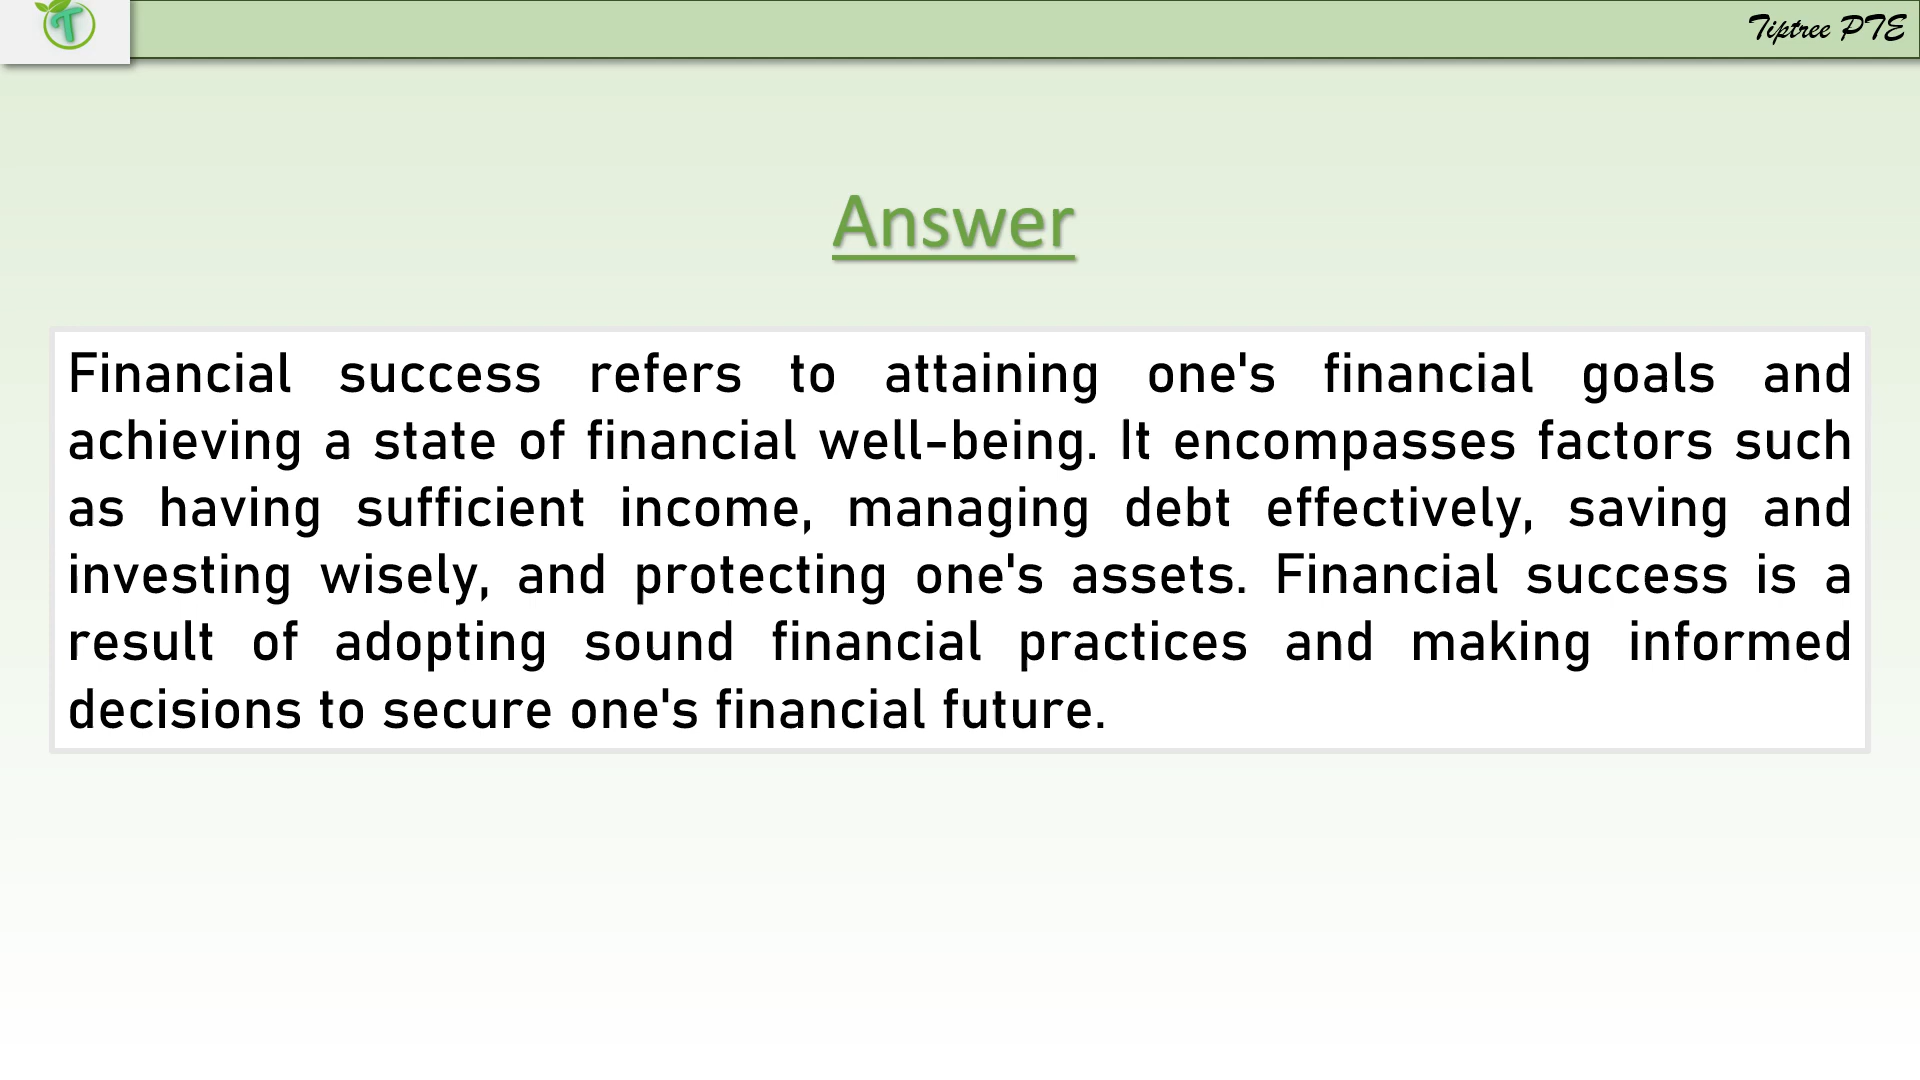 T
Tiptree PTE
Answer
Financial success refers to attaining one's financial goals and
achieving a state of financial well-being. It encompasses factors such
as having sufficient income, managing debt effectively, saving and
investing wisely, and protecting one's assets. Financial success is a
result of adopting sound financial practices and making informed
decisions to secure one's financial future.